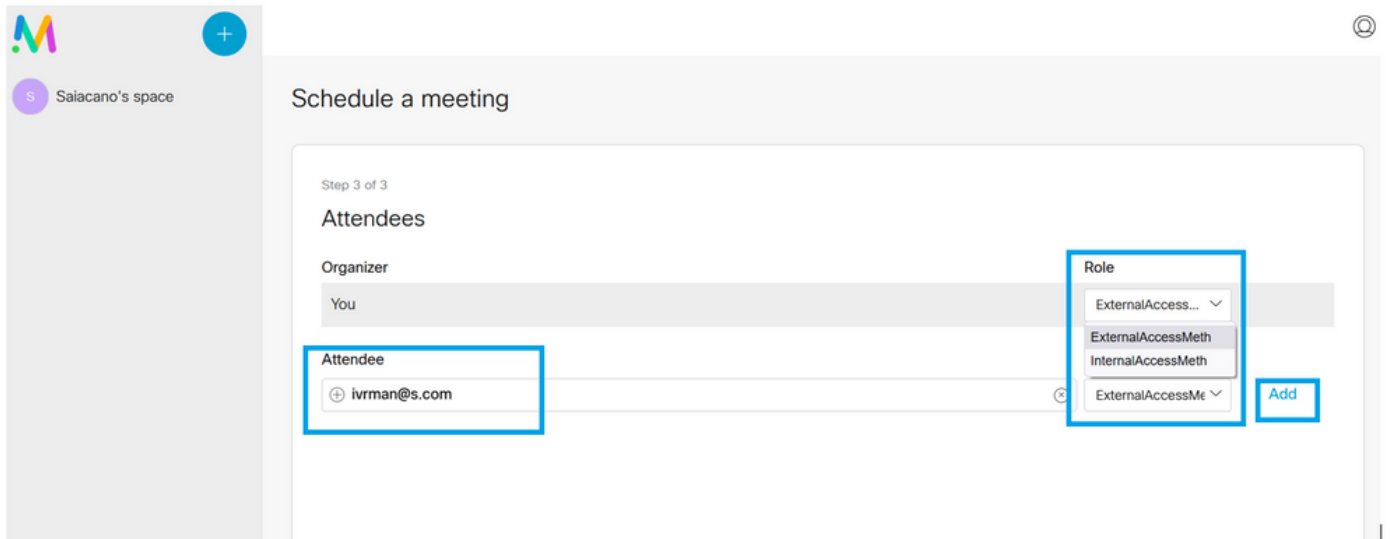 S
Saiacano's space
Schedule a meeting
Step 3 of 3
Attendees
Organizer
Role
You
ExternalAccess...
ExternalAccessMeth
InternalAccessMeth
Attendee
ivrman@s.com
ExternalAccessMe
Add